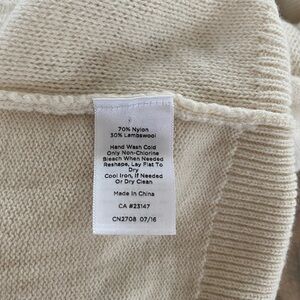 70% Nylon
30% Lambswool
Hand Wash Cold
Only Non-Chlorine
Bleach When Needed
Reshape, Lay Flat To
Dry
Cool Iron, If Needed
Or Dry Clean
Made In China
CA #23147
CN2708 07/16